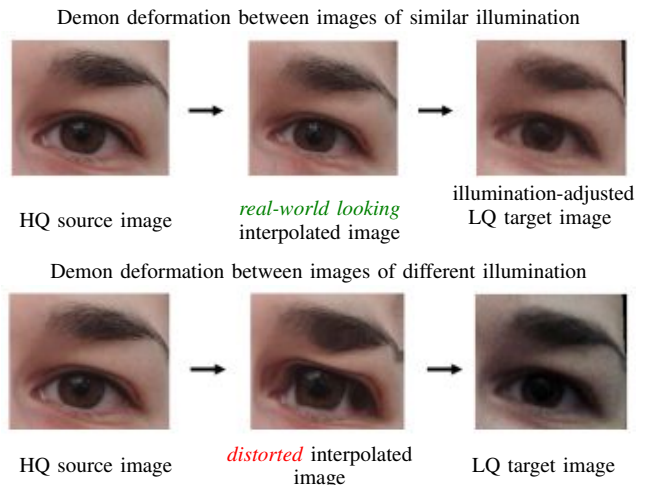 Demon deformation between images of similar illumination
HQ source image
real-world looking
interpolated image
illumination-adjusted
LQ target image
Demon deformation between images of different illumination
HQ source image
distorted interpolated
image
LQ target image